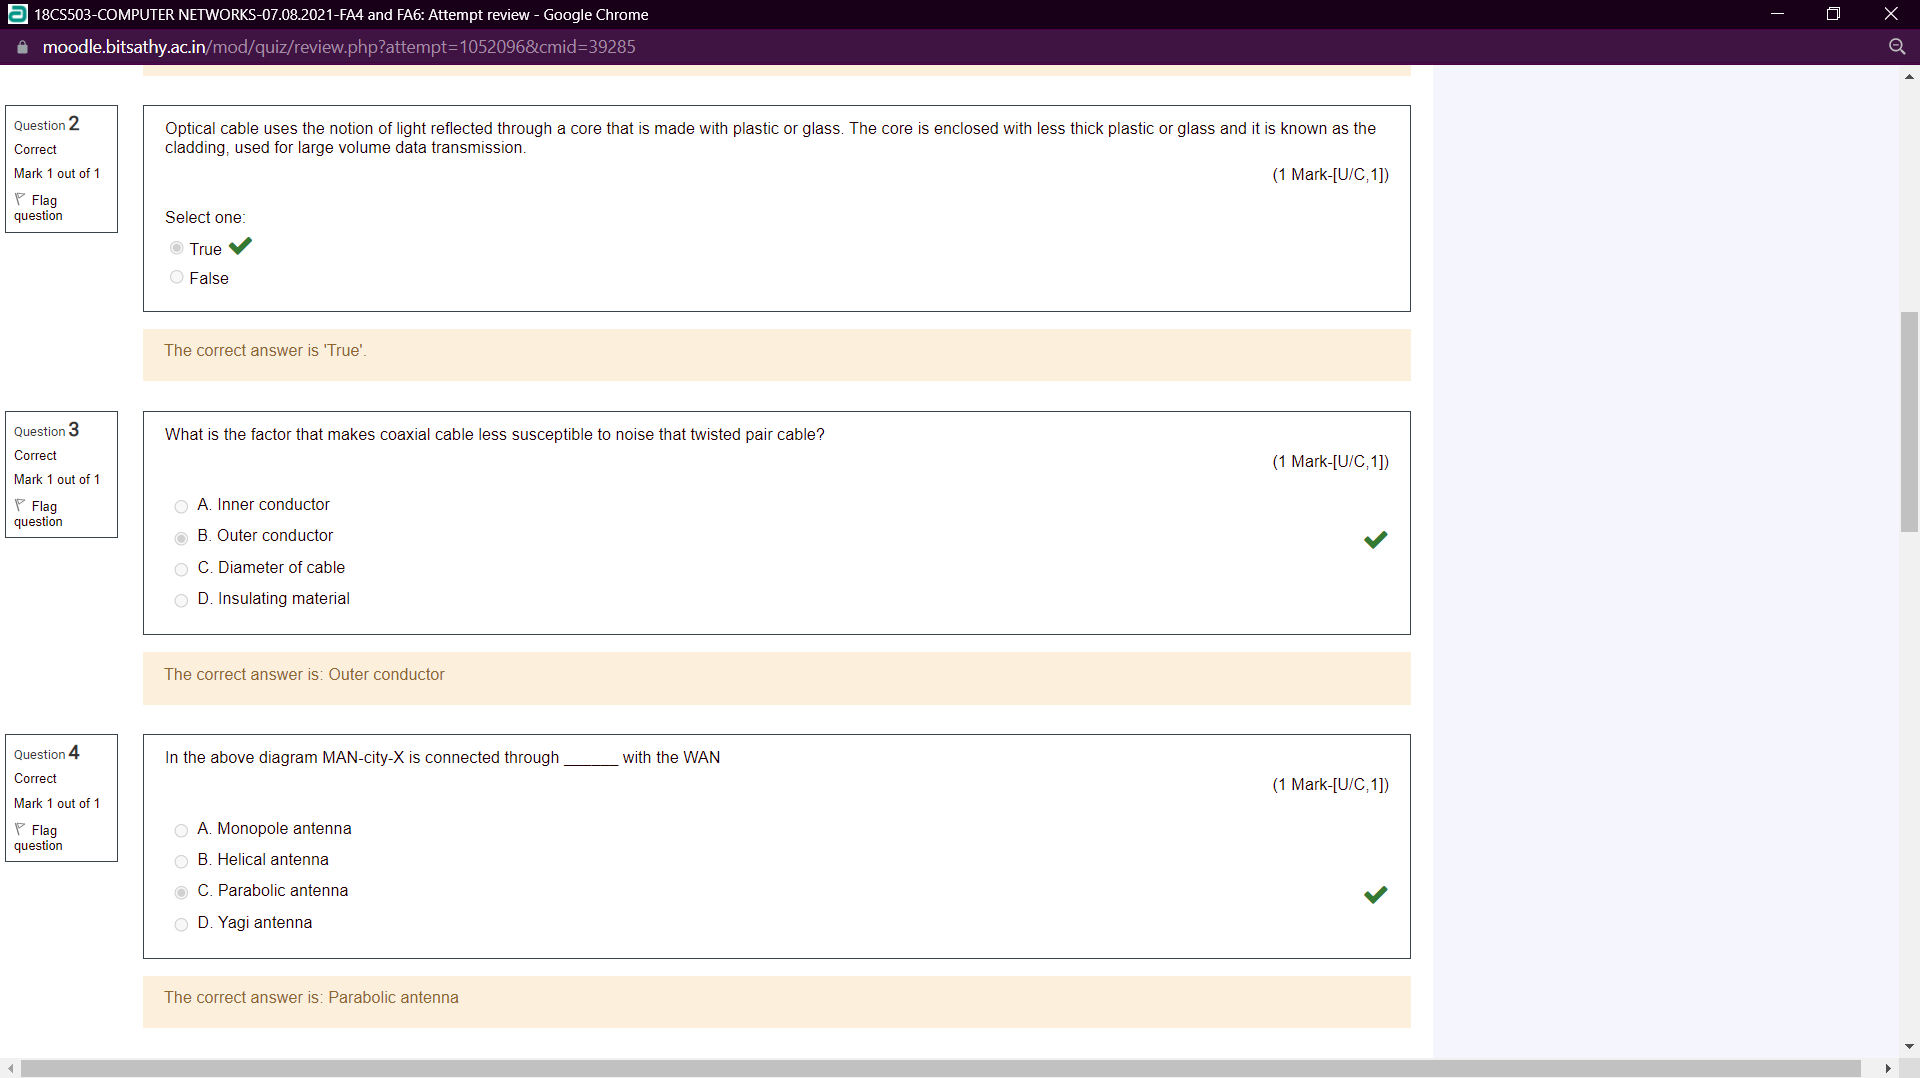 18CS503-COMPUTER NETWORKS-07.08.2021-FA4 and FA6: Attempt review - Google Chrome
moodle.bitsathy.ac.in/mod/quiz/review.php?attempt=1052096&cmid=39285
Question 2
Correct
Mark 1 out of 1
Flag
question
Optical cable uses the notion of light reflected through a core that is made with plastic or glass. The core is enclosed with less thick plastic or glass and it is known as the
cladding, used for large volume data transmission.
(1 Mark-[U/C,1])
Select one:
True
False
The correct answer is 'True'.
Question 3
Correct
Mark 1 out of 1
Flag
question
What is the factor that makes coaxial cable less susceptible to noise that twisted pair cable?
(1 Mark-[U/C,1])
A. Inner conductor
B. Outer conductor
C. Diameter of cable
D. Insulating material
The correct answer is: Outer conductor
Question 4
Correct
Mark 1 out of 1
Flag
question
In the above diagram MAN-city-X is connected through ______ with the WAN
(1 Mark-[U/C,1])
A. Monopole antenna
B. Helical antenna
C. Parabolic antenna
D. Yagi antenna
The correct answer is: Parabolic antenna